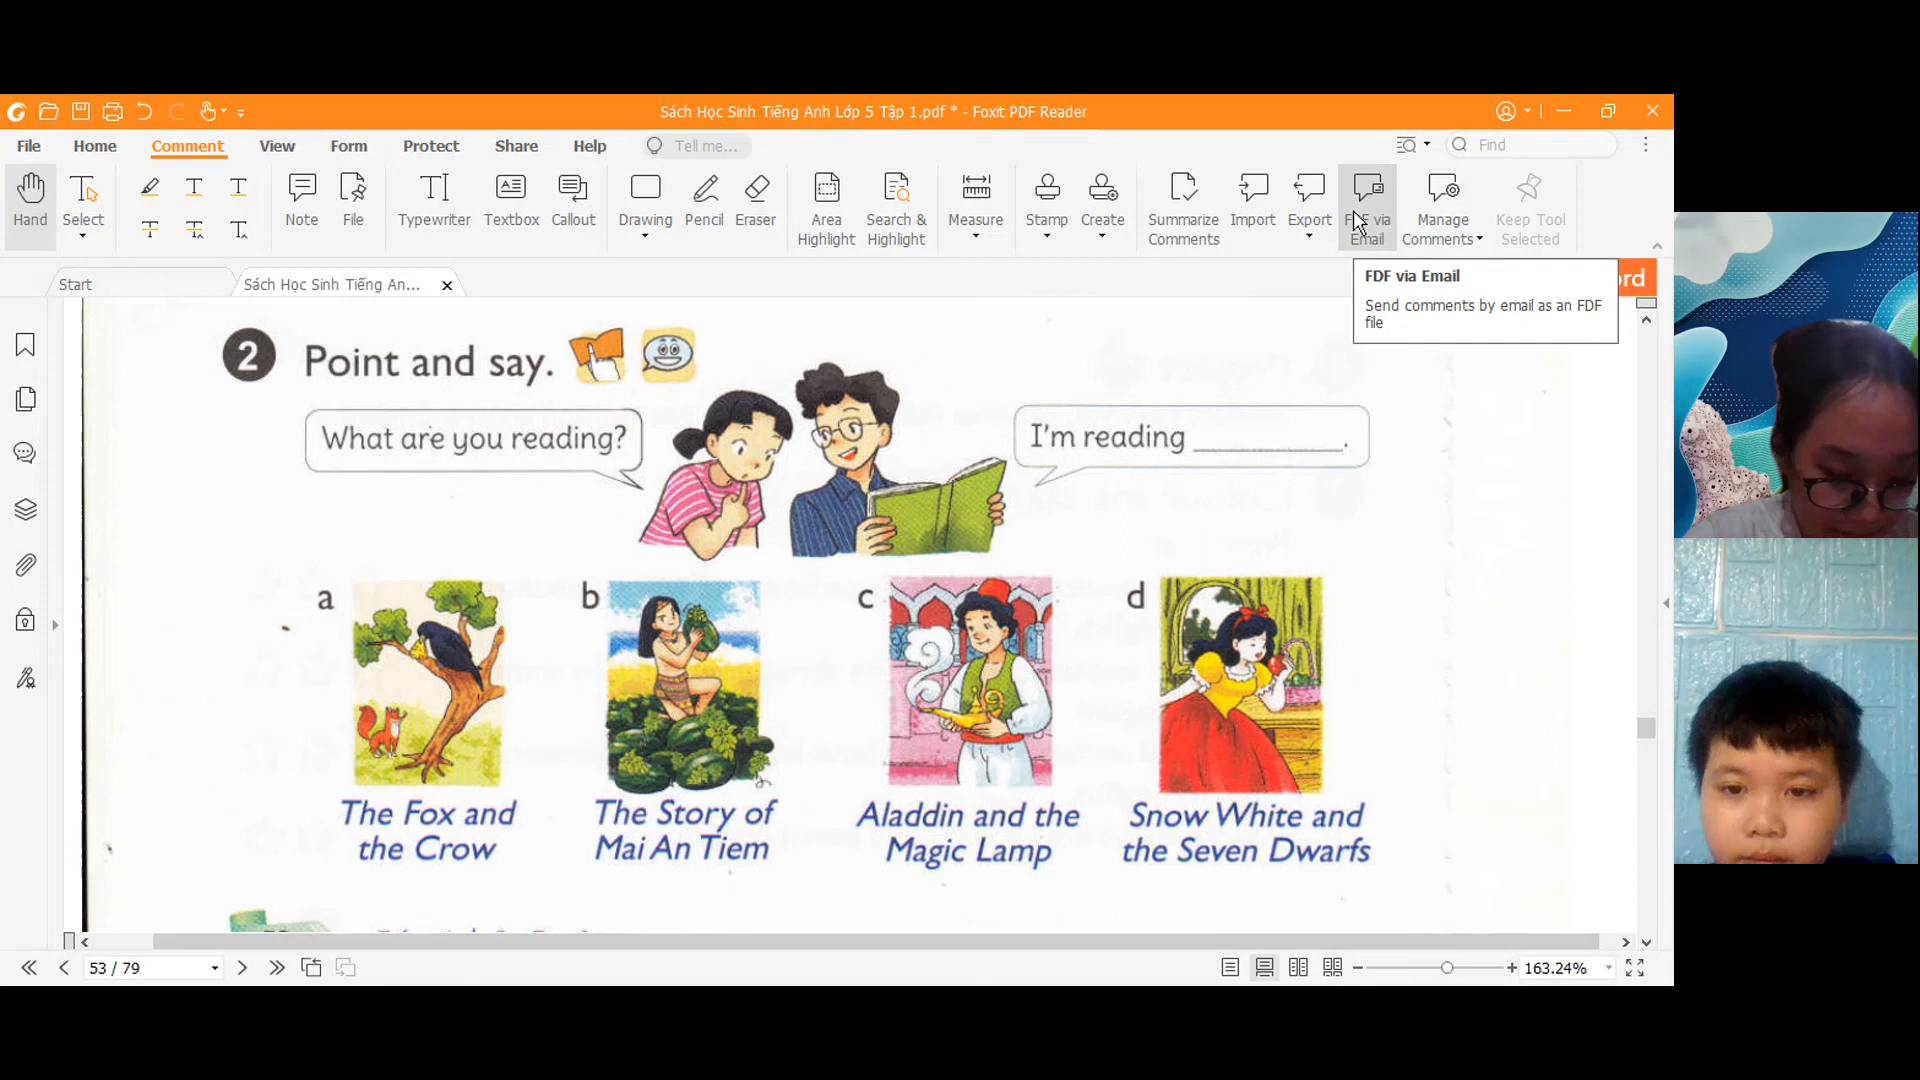 Sách Học Sinh Tiếng Anh Lớp 5 Tập 1.pdf * - Foxit PDF Reader
File Home Comment View Form Protect Share Help Tell me... Find
Hand Select Note File Typewriter Textbox Callout Drawing Pencil Eraser Area Highlight Search & Highlight Measure Stamp Create Summarize Comments Import Export FDF via Email Manage Comments Keep Tool Selected
FDF via Email
Send comments by email as an FDF
file
Start Sách Học Sinh Tiếng An...
2 Point and say.
What are you reading?
I'm reading __________.
a b c d
The Fox and
the Crow
The Story of
Mai An Tiem
Aladdin and the
Magic Lamp
Snow White and
the Seven Dwarfs
53 / 79 163.24%